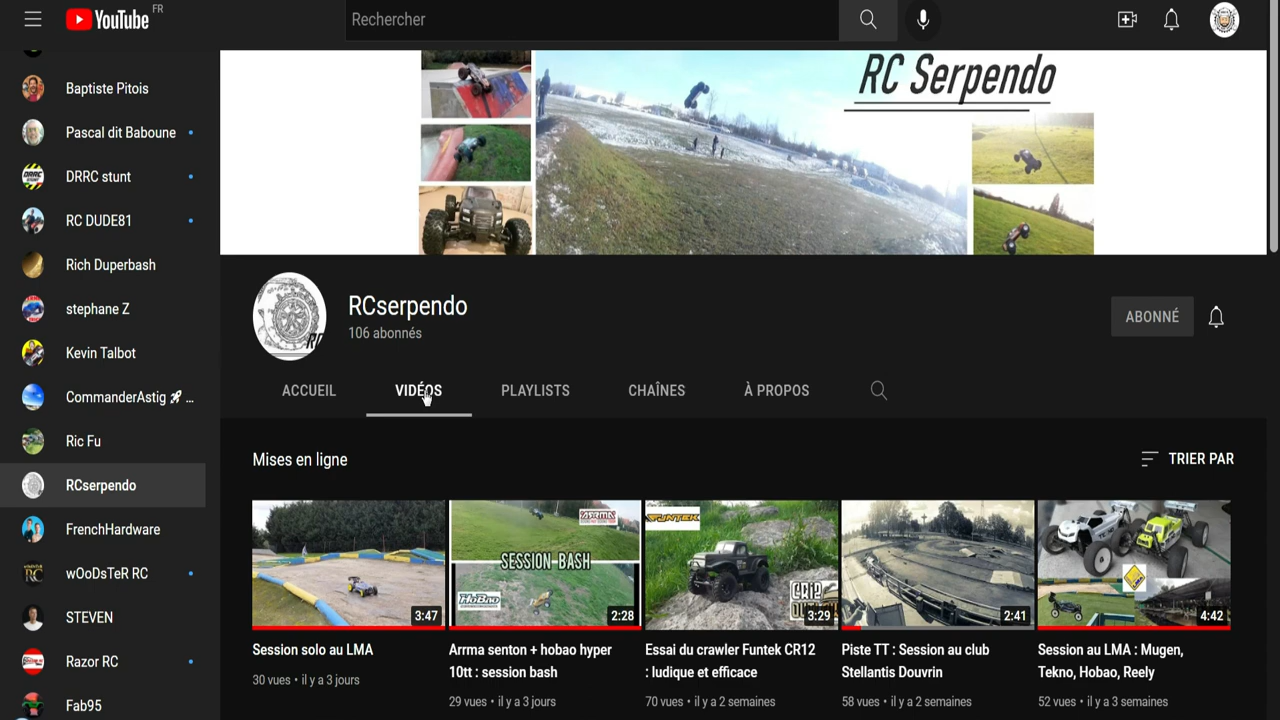 YouTube FR
Rechercher
Baptiste Pitois
Pascal dit Baboune
DRRC stunt
RC DUDE81
Rich Duperbash
stephane Z
Kevin Talbot
CommanderAstig 🚀 ...
Ric Fu
RCserpendo
FrenchHardware
wOoDsTeR RC
STEVEN
Razor RC
Fab95
RC Serpendo
RCserpendo
106 abonnés
ABONNÉ
ACCUEIL VIDÉOS PLAYLISTS CHAÎNES À PROPOS
Mises en ligne
TRIER PAR
3:47
Session solo au LMA
30 vues • il y a 3 jours
ARRMA
SESSION BASH
HoBao
2:28
Arrma senton + hobao hyper
10tt : session bash
29 vues • il y a 3 jours
FUNTEK
3:29
Essai du crawler Funtek CR12
: ludique et efficace
70 vues • il y a 2 semaines
2:41
Piste TT : Session au club
Stellantis Douvrin
58 vues • il y a 2 semaines
4:42
Session au LMA : Mugen,
Tekno, Hobao, Reely
52 vues • il y a 3 semaines